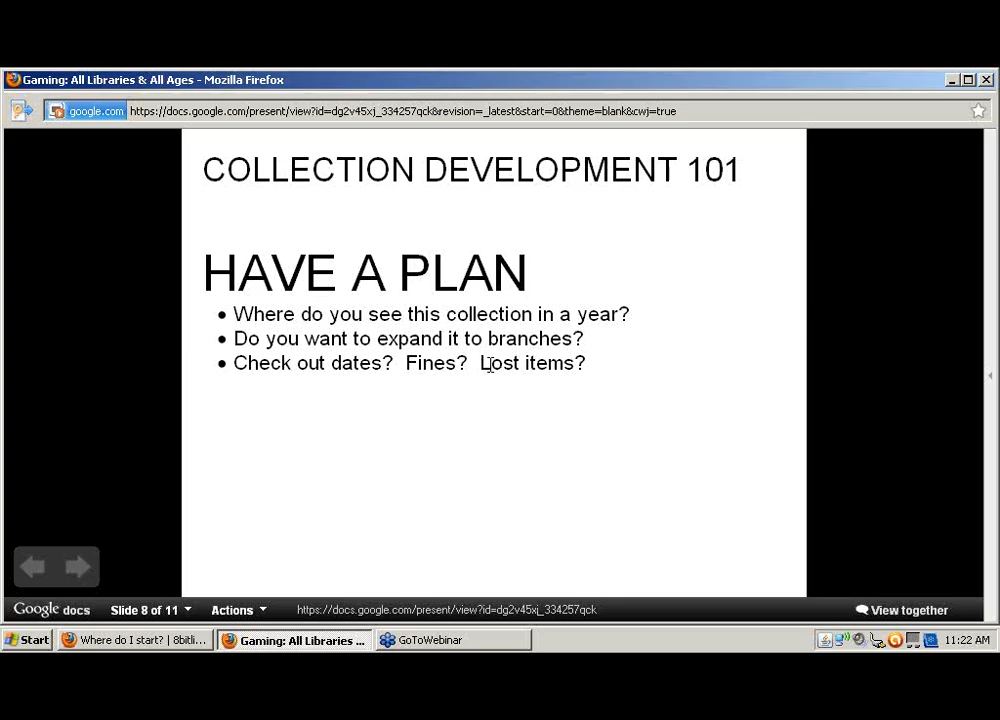 Gaming: All Libraries & All Ages - Mozilla Firefox
google.com https://docs.google.com/present/view?id=dg2v45xj_334257qck&revision=_latest&start=0&theme=blank&cwj=true
COLLECTION DEVELOPMENT 101
HAVE A PLAN
• Where do you see this collection in a year?
• Do you want to expand it to branches?
• Check out dates? Fines? Lost items?
Google docs Slide 8 of 11 Actions https://docs.google.com/present/view?id=dg2v45xj_334257qck View together
Start Where do I start? | 8bitli... Gaming: All Libraries ... GoToWebinar 11:22 AM